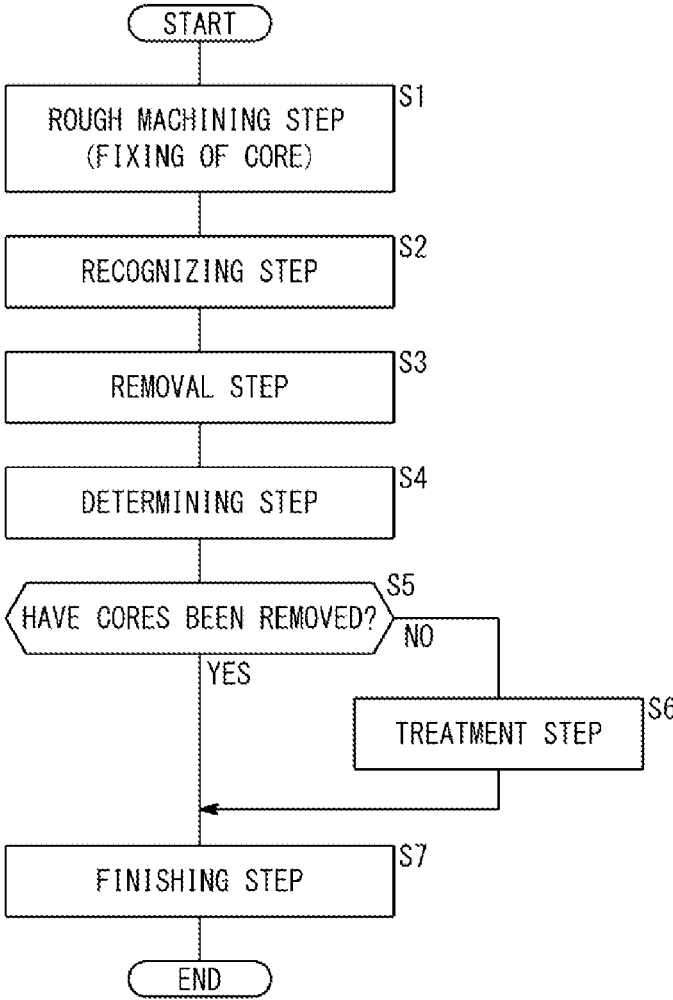 START
S1
ROUGH MACHINING STEP
(FIXING OF CORE)
S2
RECOGNIZING STEP
S3
REMOVAL STEP
S4
DETERMINING STEP
S5
HAVE CORES BEEN REMOVED?
NO
YES
S6
TREATMENT STEP
S7
FINISHING STEP
END